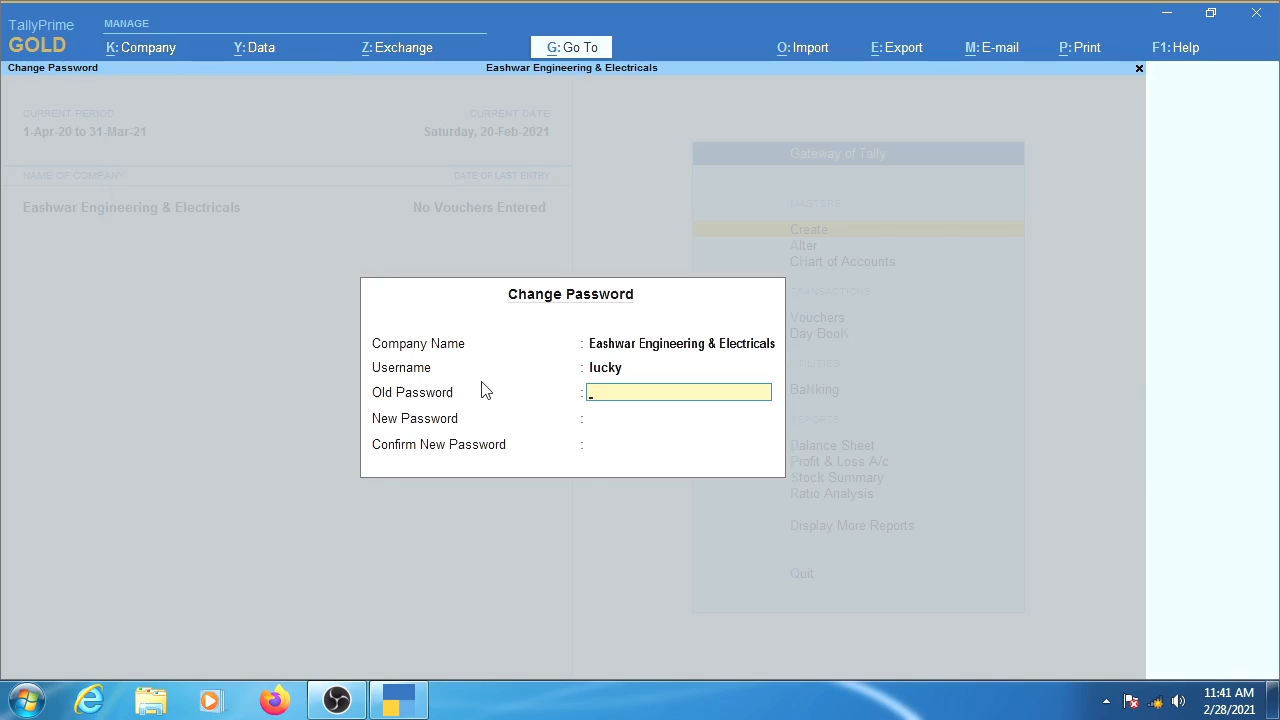 TallyPrime
GOLD
MANAGE
K: Company
Y: Data
Z: Exchange
G: Go To
O: Import
E: Export
M: E-mail
P: Print
F1: Help
Change Password
Eashwar Engineering & Electricals
CURRENT PERIOD
CURRENT DATE
1-Apr-20 to 31-Mar-21
Saturday, 20-Feb-2021
NAME OF COMPANY
DATE OF LAST ENTRY
Eashwar Engineering & Electricals
No Vouchers Entered
Gateway of Tally
MASTERS
Create
Alter
CHart of Accounts
TRANSACTIONS
Vouchers
Day BooK
UTILITIES
BaNking
REPORTS
Balance Sheet
Profit & Loss A/c
Stock Summary
Ratio Analysis
Display More Reports
Quit
Change Password
Company Name : Eashwar Engineering & Electricals
Username : lucky
Old Password :
New Password :
Confirm New Password :
11:41 AM
2/28/2021